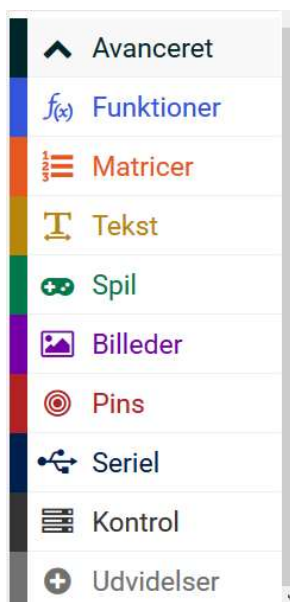 Avanceret
f(x) Funktioner
Matricer
T Tekst
Spil
Billeder
Pins
Seriel
Kontrol
Udvidelser